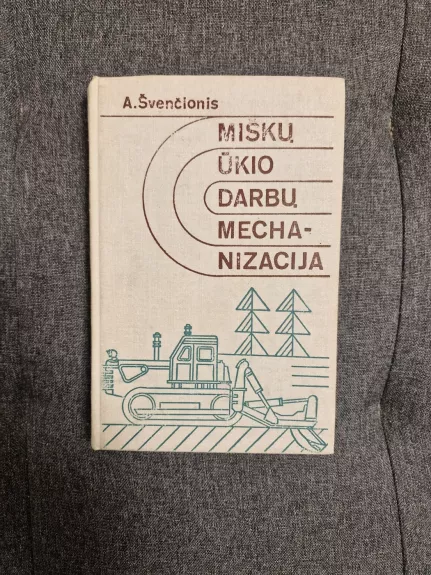 A.Švenčionis
MIŠKŲ
ŪKIO
DARBŲ
MECHA-
NIZACIJA